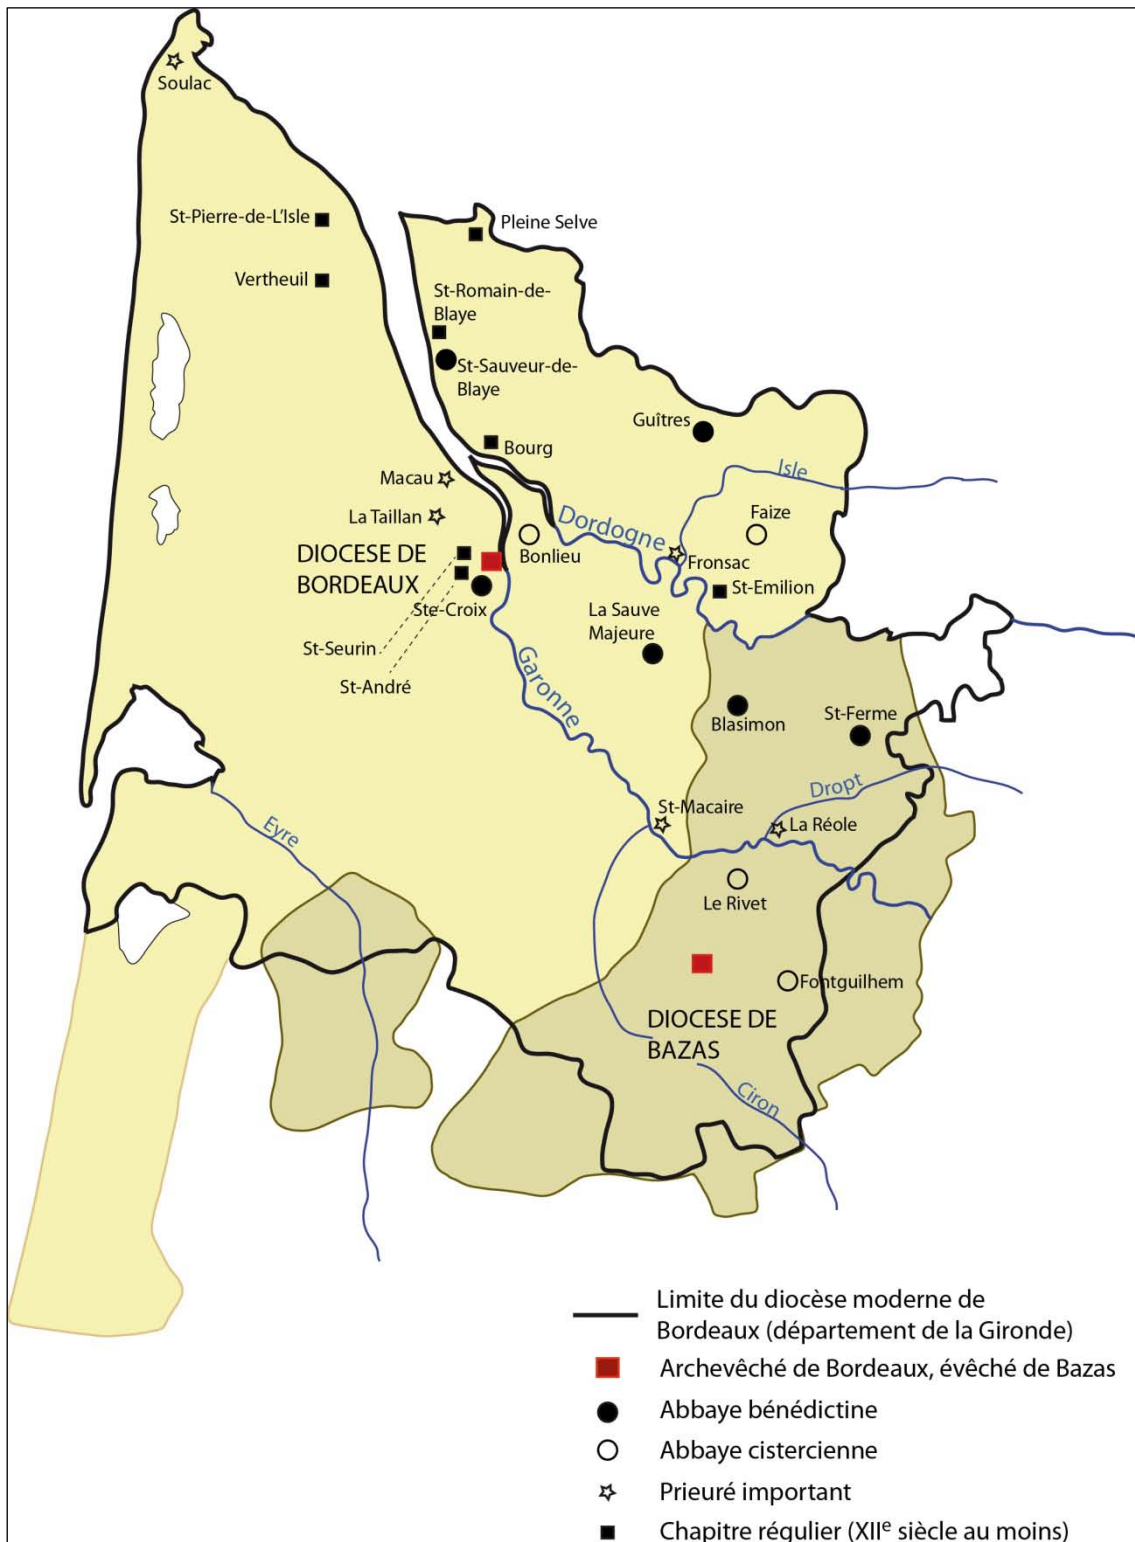 Soulac
St-Pierre-de-L'Isle
Pleine Selve
Vertheuil
St-Romain-de-
Blaye
St-Sauveur-de-
Blaye
Guîtres
Bourg
Isle
Macau
Faize
La Taillan
Dordogne
DIOCESE DE
BORDEAUX
Bonlieu
Fronsac
St-Emilion
Ste-Croix
La Sauve
Majeure
St-Seurin
St-André
Garonne
Blasimon
St-Ferme
Dropt
St-Macaire
La Réole
Eyre
Le Rivet
Fontguilhem
DIOCESE DE
BAZAS
Ciron
Limite du diocèse moderne de
Bordeaux (département de la Gironde)
Archevêché de Bordeaux, évêché de Bazas
Abbaye bénédictine
Abbaye cistercienne
Prieuré important
Chapitre régulier (XIIe siècle au moins)